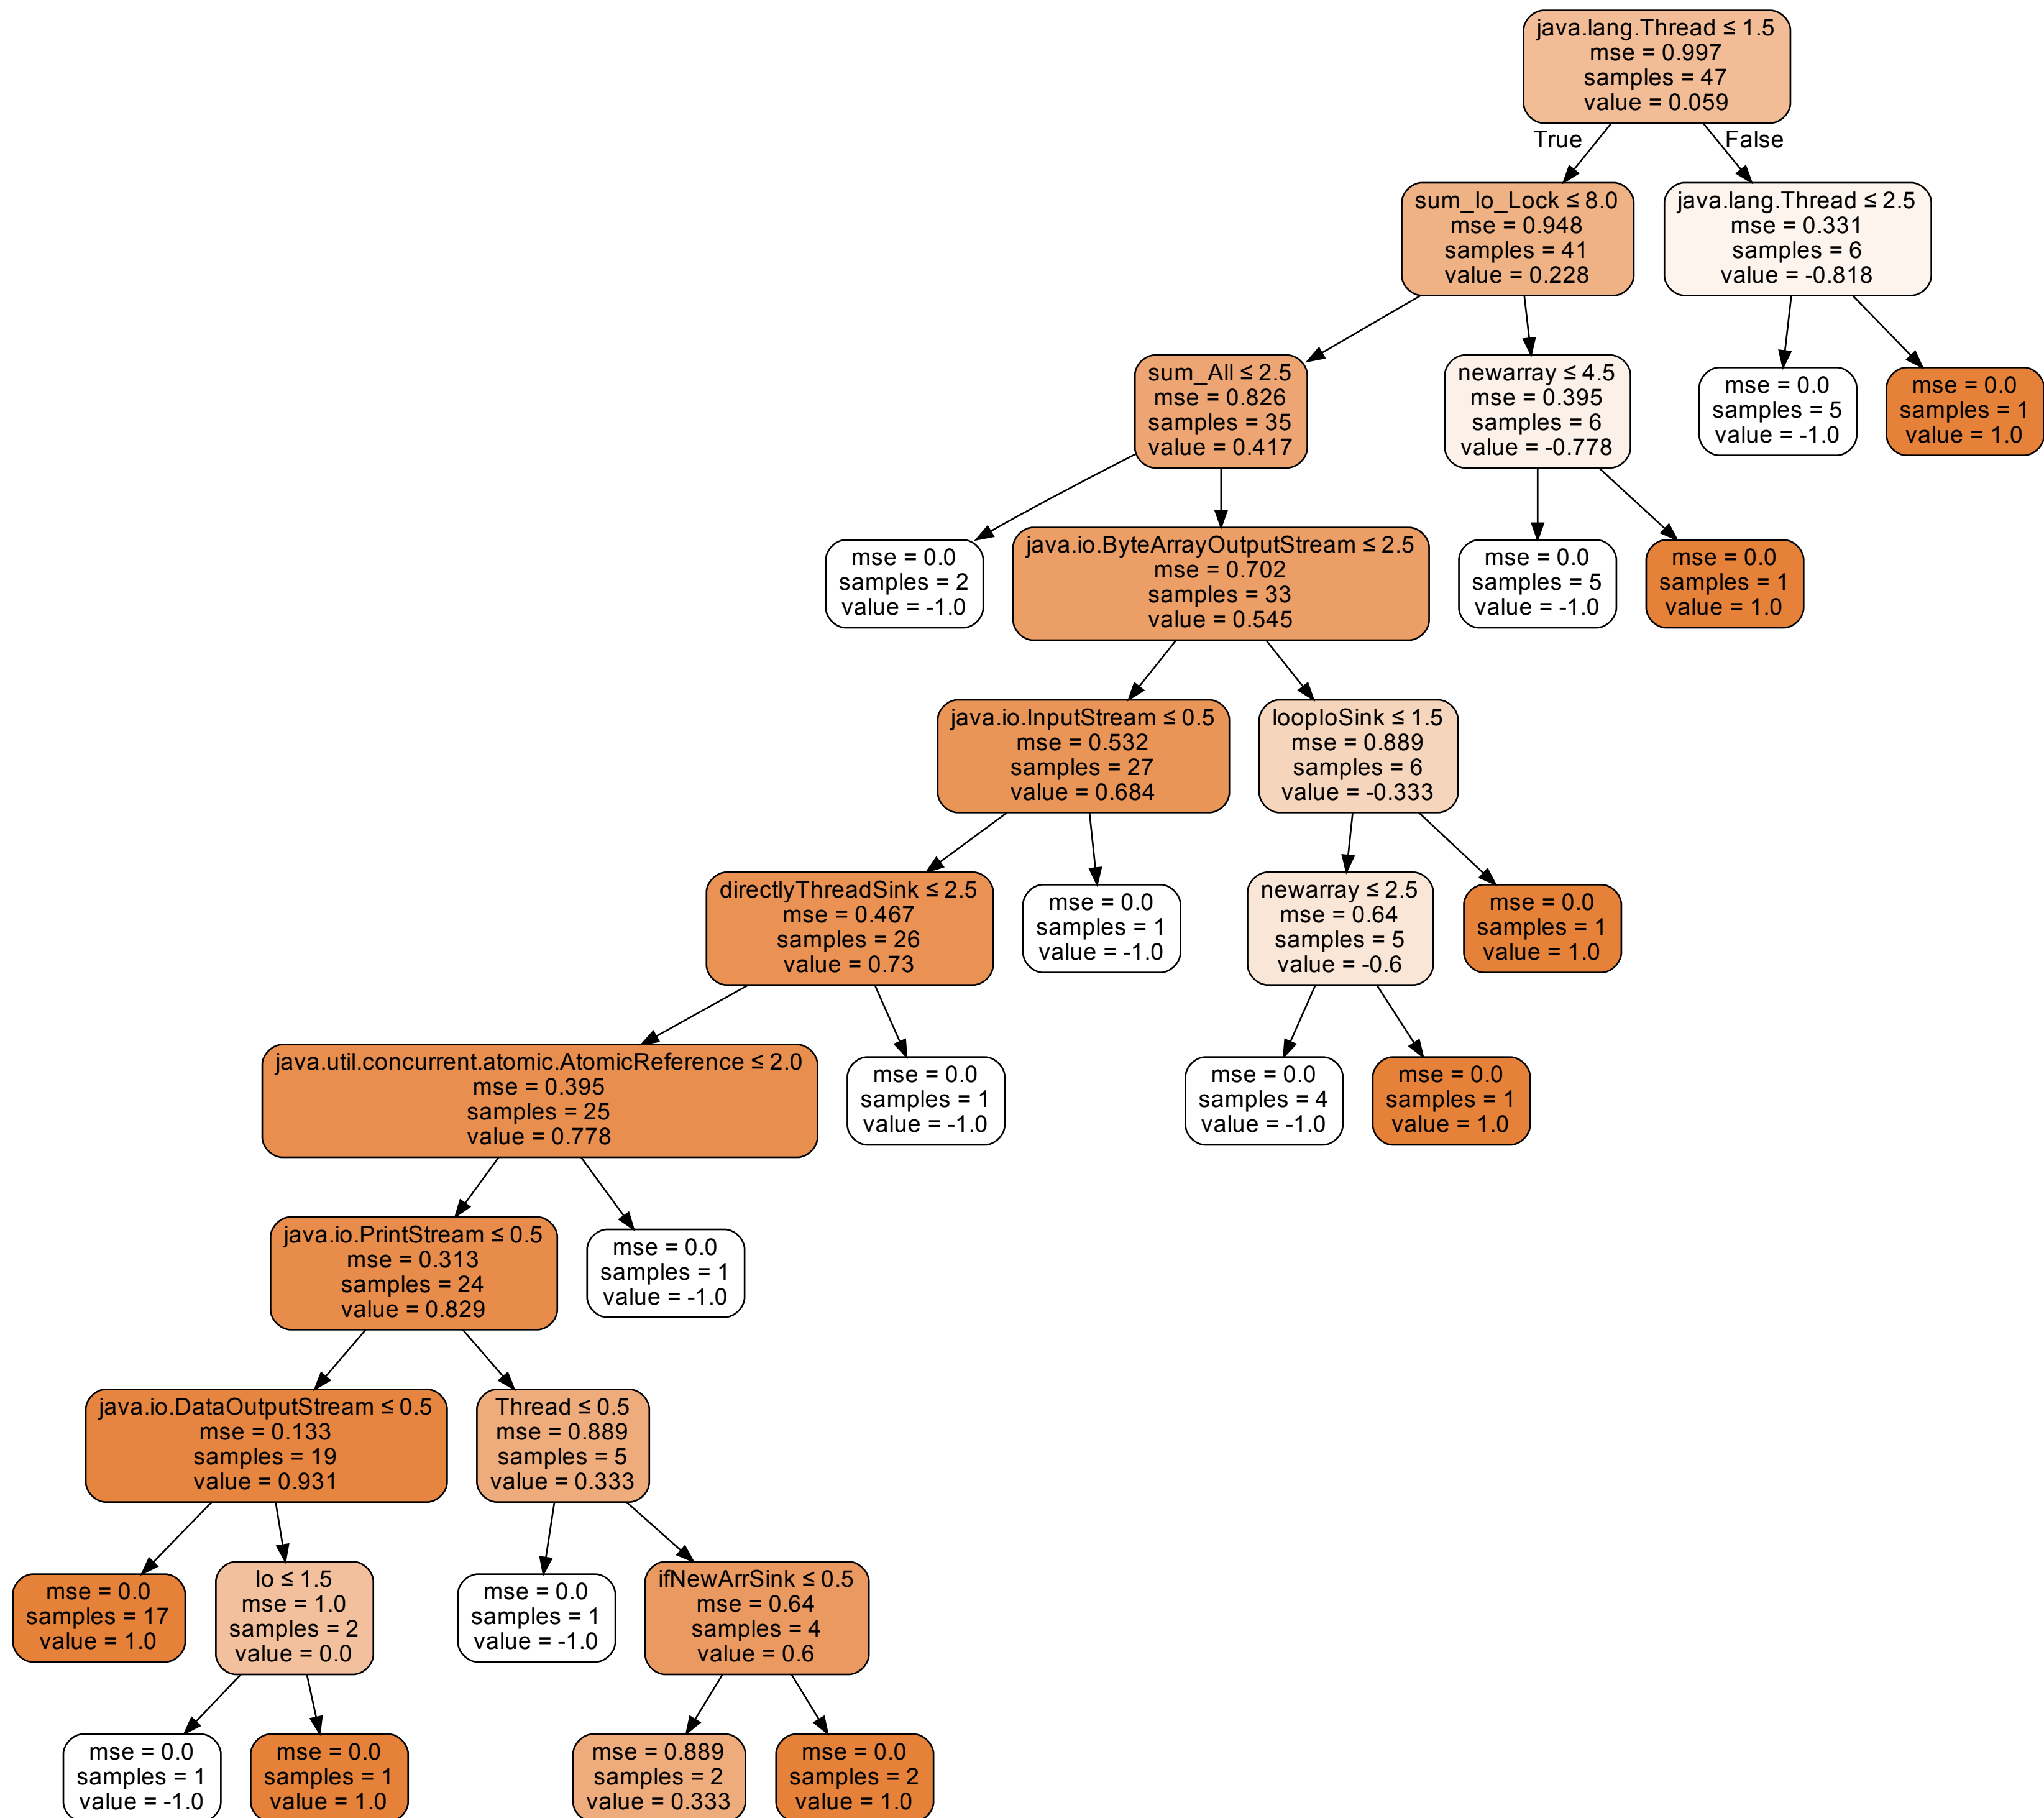 java.lang.Thread ≤ 1.5
mse = 0.997
samples = 47
value = 0.059
True
False
sum_Io_Lock ≤ 8.0
mse = 0.948
samples = 41
value = 0.228
java.lang.Thread ≤ 2.5
mse = 0.331
samples = 6
value = -0.818
sum_All ≤ 2.5
mse = 0.826
samples = 35
value = 0.417
newarray ≤ 4.5
mse = 0.395
samples = 6
value = -0.778
mse = 0.0
samples = 5
value = -1.0
mse = 0.0
samples = 1
value = 1.0
mse = 0.0
samples = 2
value = -1.0
java.io.ByteArrayOutputStream ≤ 2.5
mse = 0.702
samples = 33
value = 0.545
mse = 0.0
samples = 5
value = -1.0
mse = 0.0
samples = 1
value = 1.0
java.io.InputStream ≤ 0.5
mse = 0.532
samples = 27
value = 0.684
loopIoSink ≤ 1.5
mse = 0.889
samples = 6
value = -0.333
directlyThreadSink ≤ 2.5
mse = 0.467
samples = 26
value = 0.73
mse = 0.0
samples = 1
value = -1.0
newarray ≤ 2.5
mse = 0.64
samples = 5
value = -0.6
mse = 0.0
samples = 1
value = 1.0
java.util.concurrent.atomic.AtomicReference ≤ 2.0
mse = 0.395
samples = 25
value = 0.778
mse = 0.0
samples = 1
value = -1.0
mse = 0.0
samples = 4
value = -1.0
mse = 0.0
samples = 1
value = 1.0
java.io.PrintStream ≤ 0.5
mse = 0.313
samples = 24
value = 0.829
mse = 0.0
samples = 1
value = -1.0
java.io.DataOutputStream ≤ 0.5
mse = 0.133
samples = 19
value = 0.931
Thread ≤ 0.5
mse = 0.889
samples = 5
value = 0.333
mse = 0.0
samples = 17
value = 1.0
Io ≤ 1.5
mse = 1.0
samples = 2
value = 0.0
mse = 0.0
samples = 1
value = -1.0
ifNewArrSink ≤ 0.5
mse = 0.64
samples = 4
value = 0.6
mse = 0.0
samples = 1
value = -1.0
mse = 0.0
samples = 1
value = 1.0
mse = 0.889
samples = 2
value = 0.333
mse = 0.0
samples = 2
value = 1.0